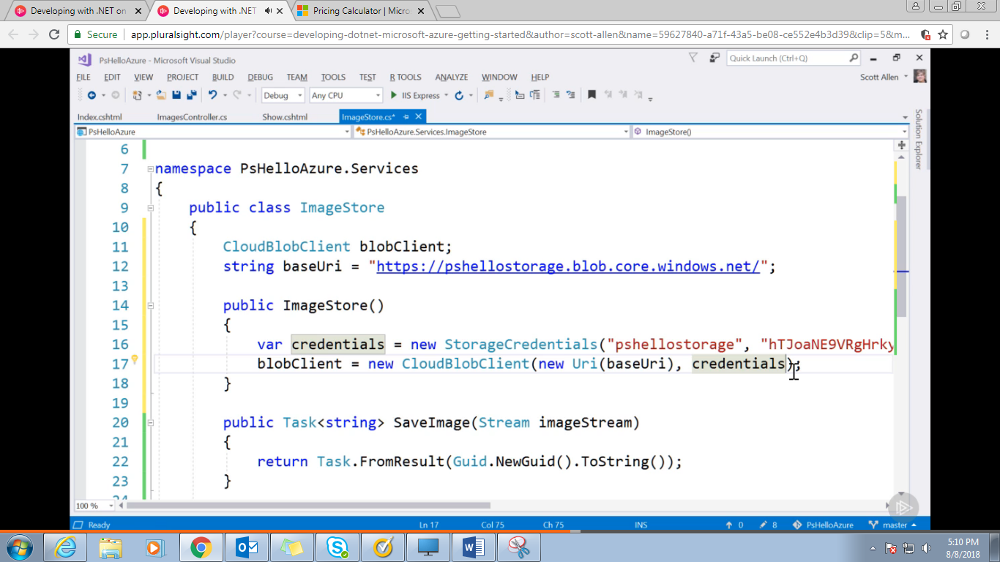 Developing with .NET on
Developing with .NET
Pricing Calculator | Micro
Secure
app.pluralsight.com/player?course=developing-dotnet-microsoft-azure-getting-started&author=scott-allen&name=59627840-a71f-43a5-be08-ce552e4b3d39&clip=5&m...
PsHelloAzure - Microsoft Visual Studio
Quick Launch (Ctrl+Q)
FILE EDIT VIEW PROJECT BUILD DEBUG TEAM TOOLS TEST R TOOLS ANALYZE WINDOW HELP
Scott Allen
Debug Any CPU IIS Express
Index.cshtml ImagesController.cs Show.cshtml ImageStore.cs*
PsHelloAzure PsHelloAzure.Services.ImageStore ImageStore()
Solution Explorer
6
7 namespace PsHelloAzure.Services
8 {
9 public class ImageStore
10 {
11 CloudBlobClient blobClient;
12 string baseUri = "https://pshellostorage.blob.core.windows.net/";
13
14 public ImageStore()
15 {
16 var credentials = new StorageCredentials("pshellostorage", "hTJoaNE9VRgHrky
17 blobClient = new CloudBlobClient(new Uri(baseUri), credentials);
18 }
19
20 public Task<string> SaveImage(Stream imageStream)
21 {
22 return Task.FromResult(Guid.NewGuid().ToString());
23 }
24
100 %
Ready Ln 17 Col 75 Ch 75 INS 0 8 PsHelloAzure master
5:10 PM
8/8/2018